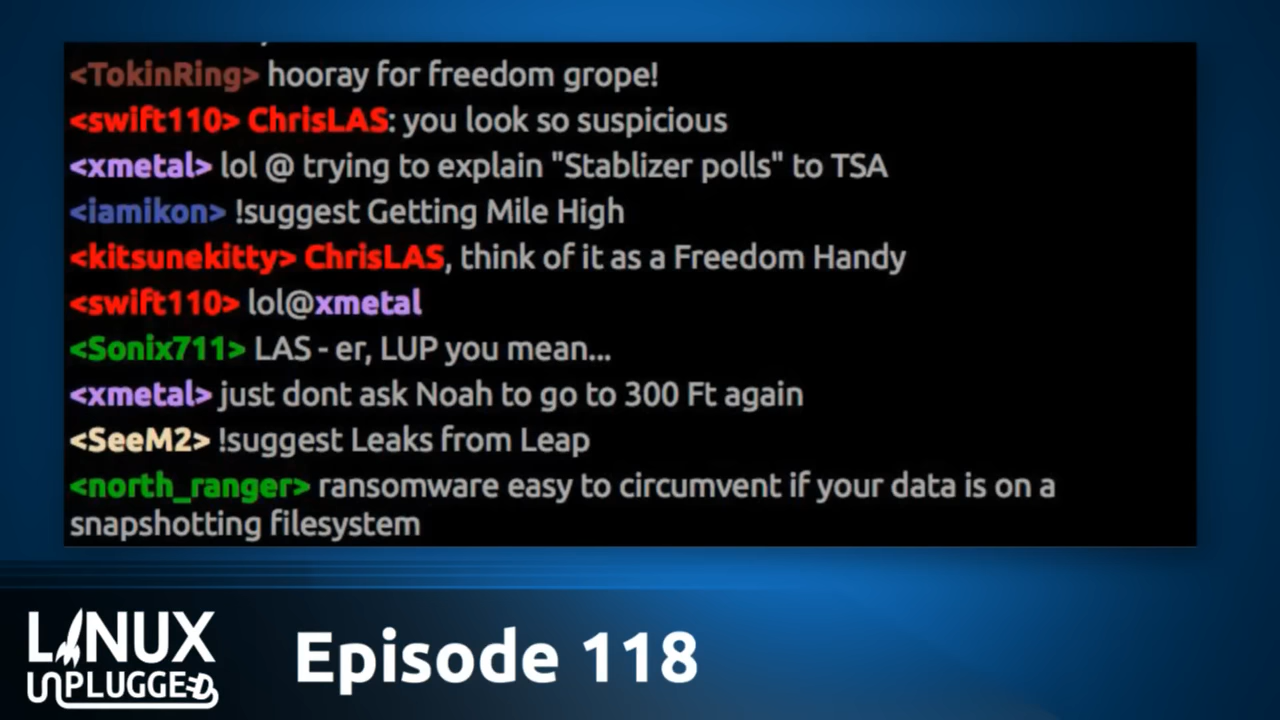 <TokinRing> hooray for freedom grope!
<swift110> ChrisLAS: you look so suspicious
<xmetal> lol @ trying to explain "Stablizer polls" to TSA
<iamikon> !suggest Getting Mile High
<kitsunekitty> ChrisLAS, think of it as a Freedom Handy
<swift110> lol@xmetal
<Sonix711> LAS - er, LUP you mean...
<xmetal> just dont ask Noah to go to 300 Ft again
<SeeM2> !suggest Leaks from Leap
<north_ranger> ransomware easy to circumvent if your data is on a
snapshotting filesystem
LINUX
UNPLUGGED
Episode 118